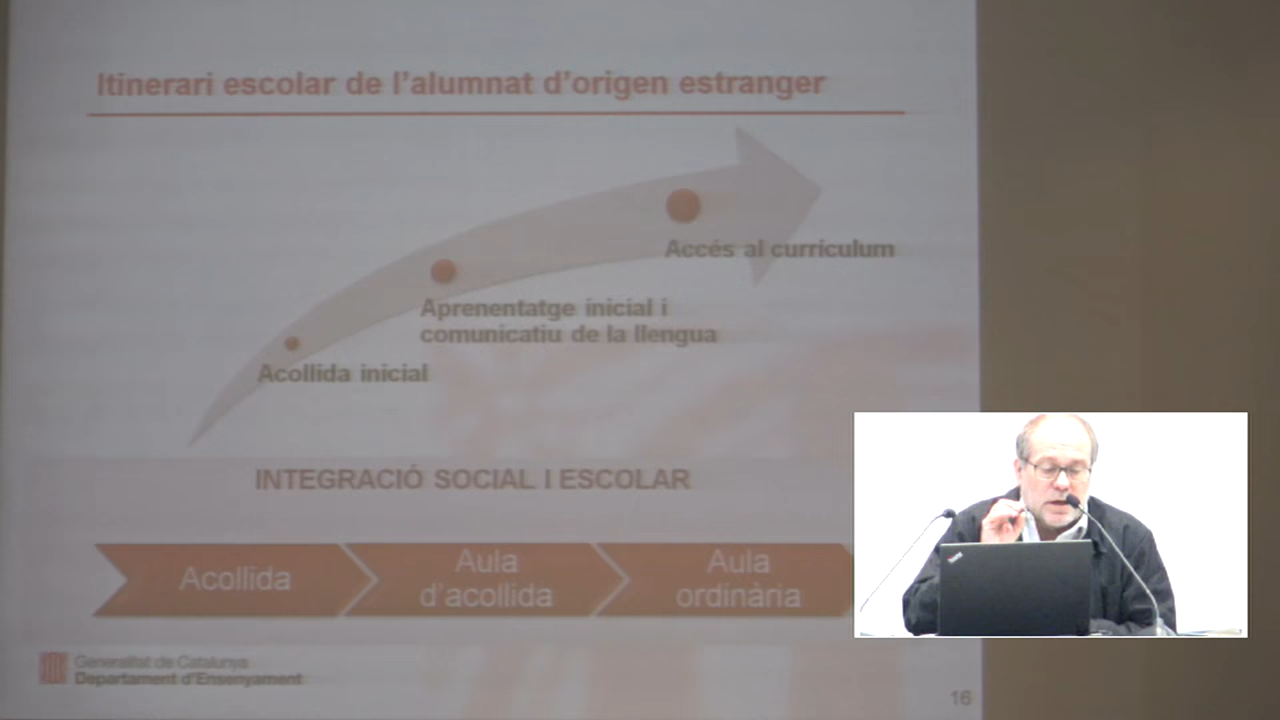 Itinerari escolar de l'alumnat d'origen estranger
Accés al curriculum
Aprenentatge inicial i
comunicatiu de la llengua
Acollida inicial
INTEGRACIÓ SOCIAL I ESCOLAR
Acollida
Aula
d'acollida
Aula
ordinària
Generalitat de Catalunya
Departament d'Ensenyament
16